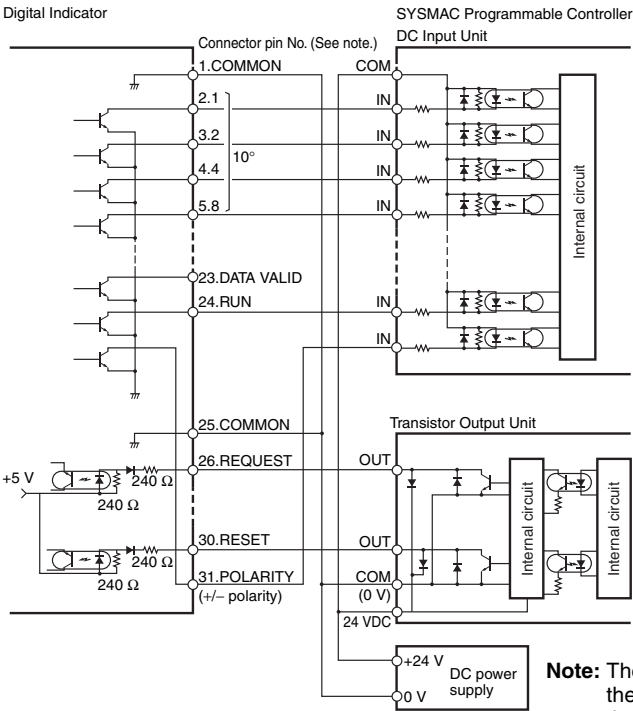 Digital Indicator
SYSMAC Programmable Controller
DC Input Unit
Connector pin No. (See note.)
1.COMMON
COM
2.1
IN
3.2
IN
10°
4.4
IN
5.8
IN
Internal circuit
23.DATA VALID
24.RUN
IN
IN
25.COMMON
Transistor Output Unit
26.REQUEST
OUT
+5 V
240 Ω
240 Ω
Internal circuit
Internal circuit
30.RESET
OUT
240 Ω
240 Ω
31.POLARITY
(+/− polarity)
COM
(0 V)
24 VDC
+24 V
DC power
supply
0 V
Note: The
the